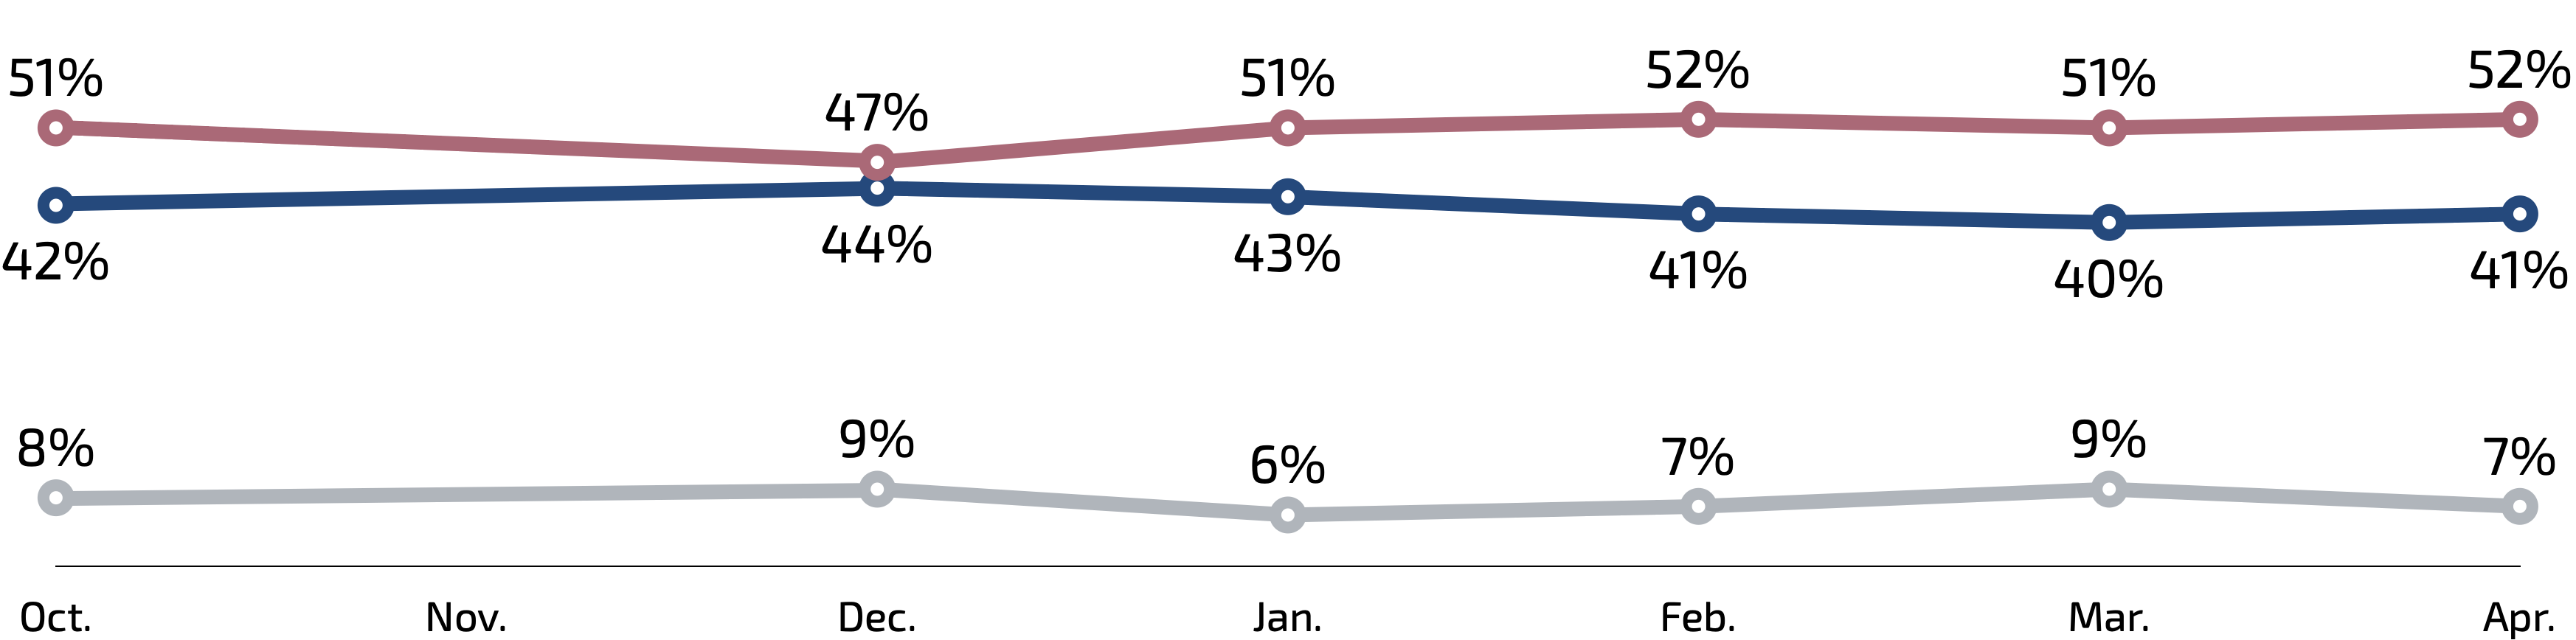 51% 47% 51% 52% 51% 52%
42% 44% 43% 41% 40% 41%
8% 9% 6% 7% 9% 7%
Oct. Nov. Dec. Jan. Feb. Mar. Apr.